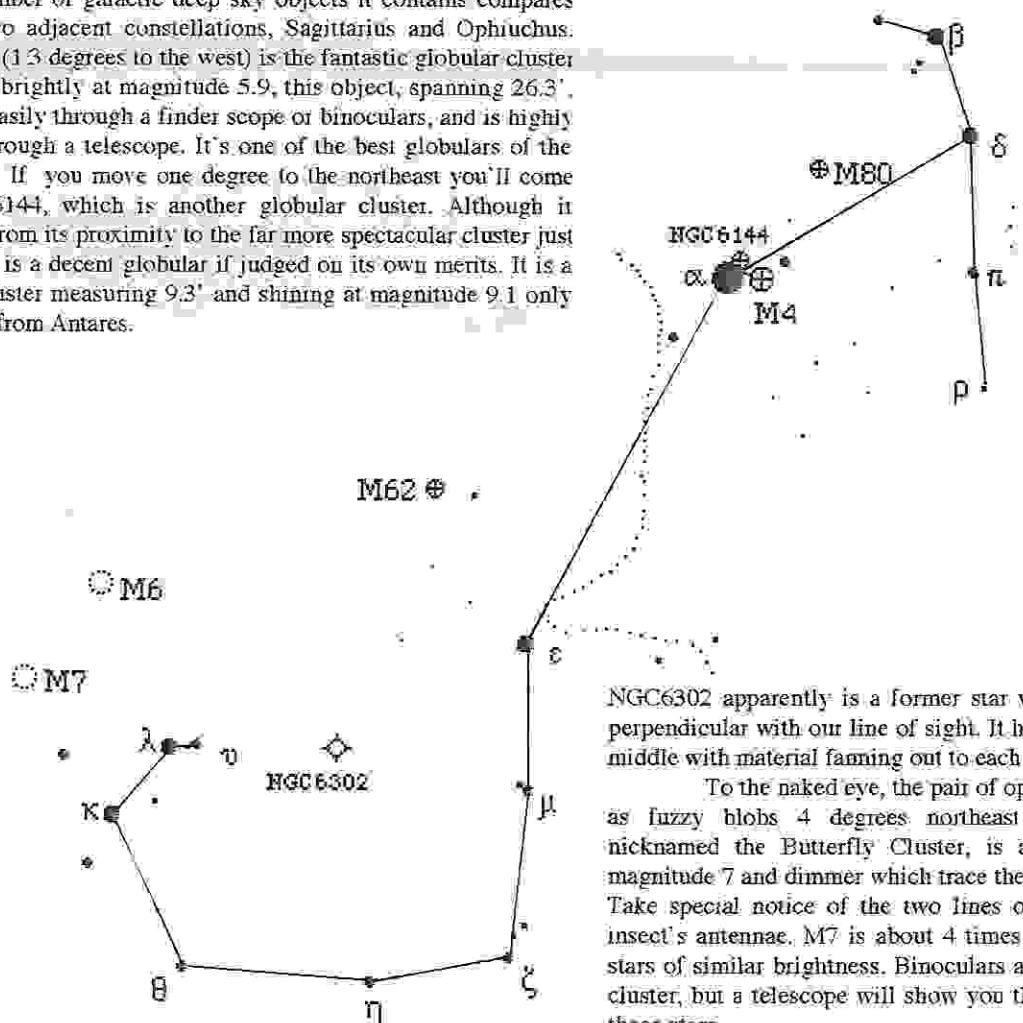 of galactic deep sky objects it contains compares
o adjacent constellations, Sagittarius and Ophiuchus.
(1.3 degrees to the west) is the fantastic globular cluster
brightly at magnitude 5.9, this object, spanning 26.3',
asily through a finder scope or binoculars, and is highly
rough a telescope. It's one of the best globulars of the
If you move one degree to the northeast you'll come
6144, which is another globular cluster. Although it
rom its proximity to the far more spectacular cluster just
is a decent globular if judged on its own merits. It is a
uster measuring 9.3' and shining at magnitude 9.1 only
from Antares.
β
δ
M80
NGC6144
α
M4
π
ρ
M62
M6
M7
ε
λ
υ
NGC6302
κ
μ
θ
η
ζ
NGC6302 apparently is a former star
perpendicular with our line of sight. It
middle with material fanning out to each
To the naked eye, the pair of op
as fuzzy blobs 4 degrees northeast
nicknamed the Butterfly Cluster, is a
magnitude 7 and dimmer which trace the
Take special notice of the two lines o
insect's antennae. M7 is about 4 times
stars of similar brightness. Binoculars a
cluster, but a telescope will show you th